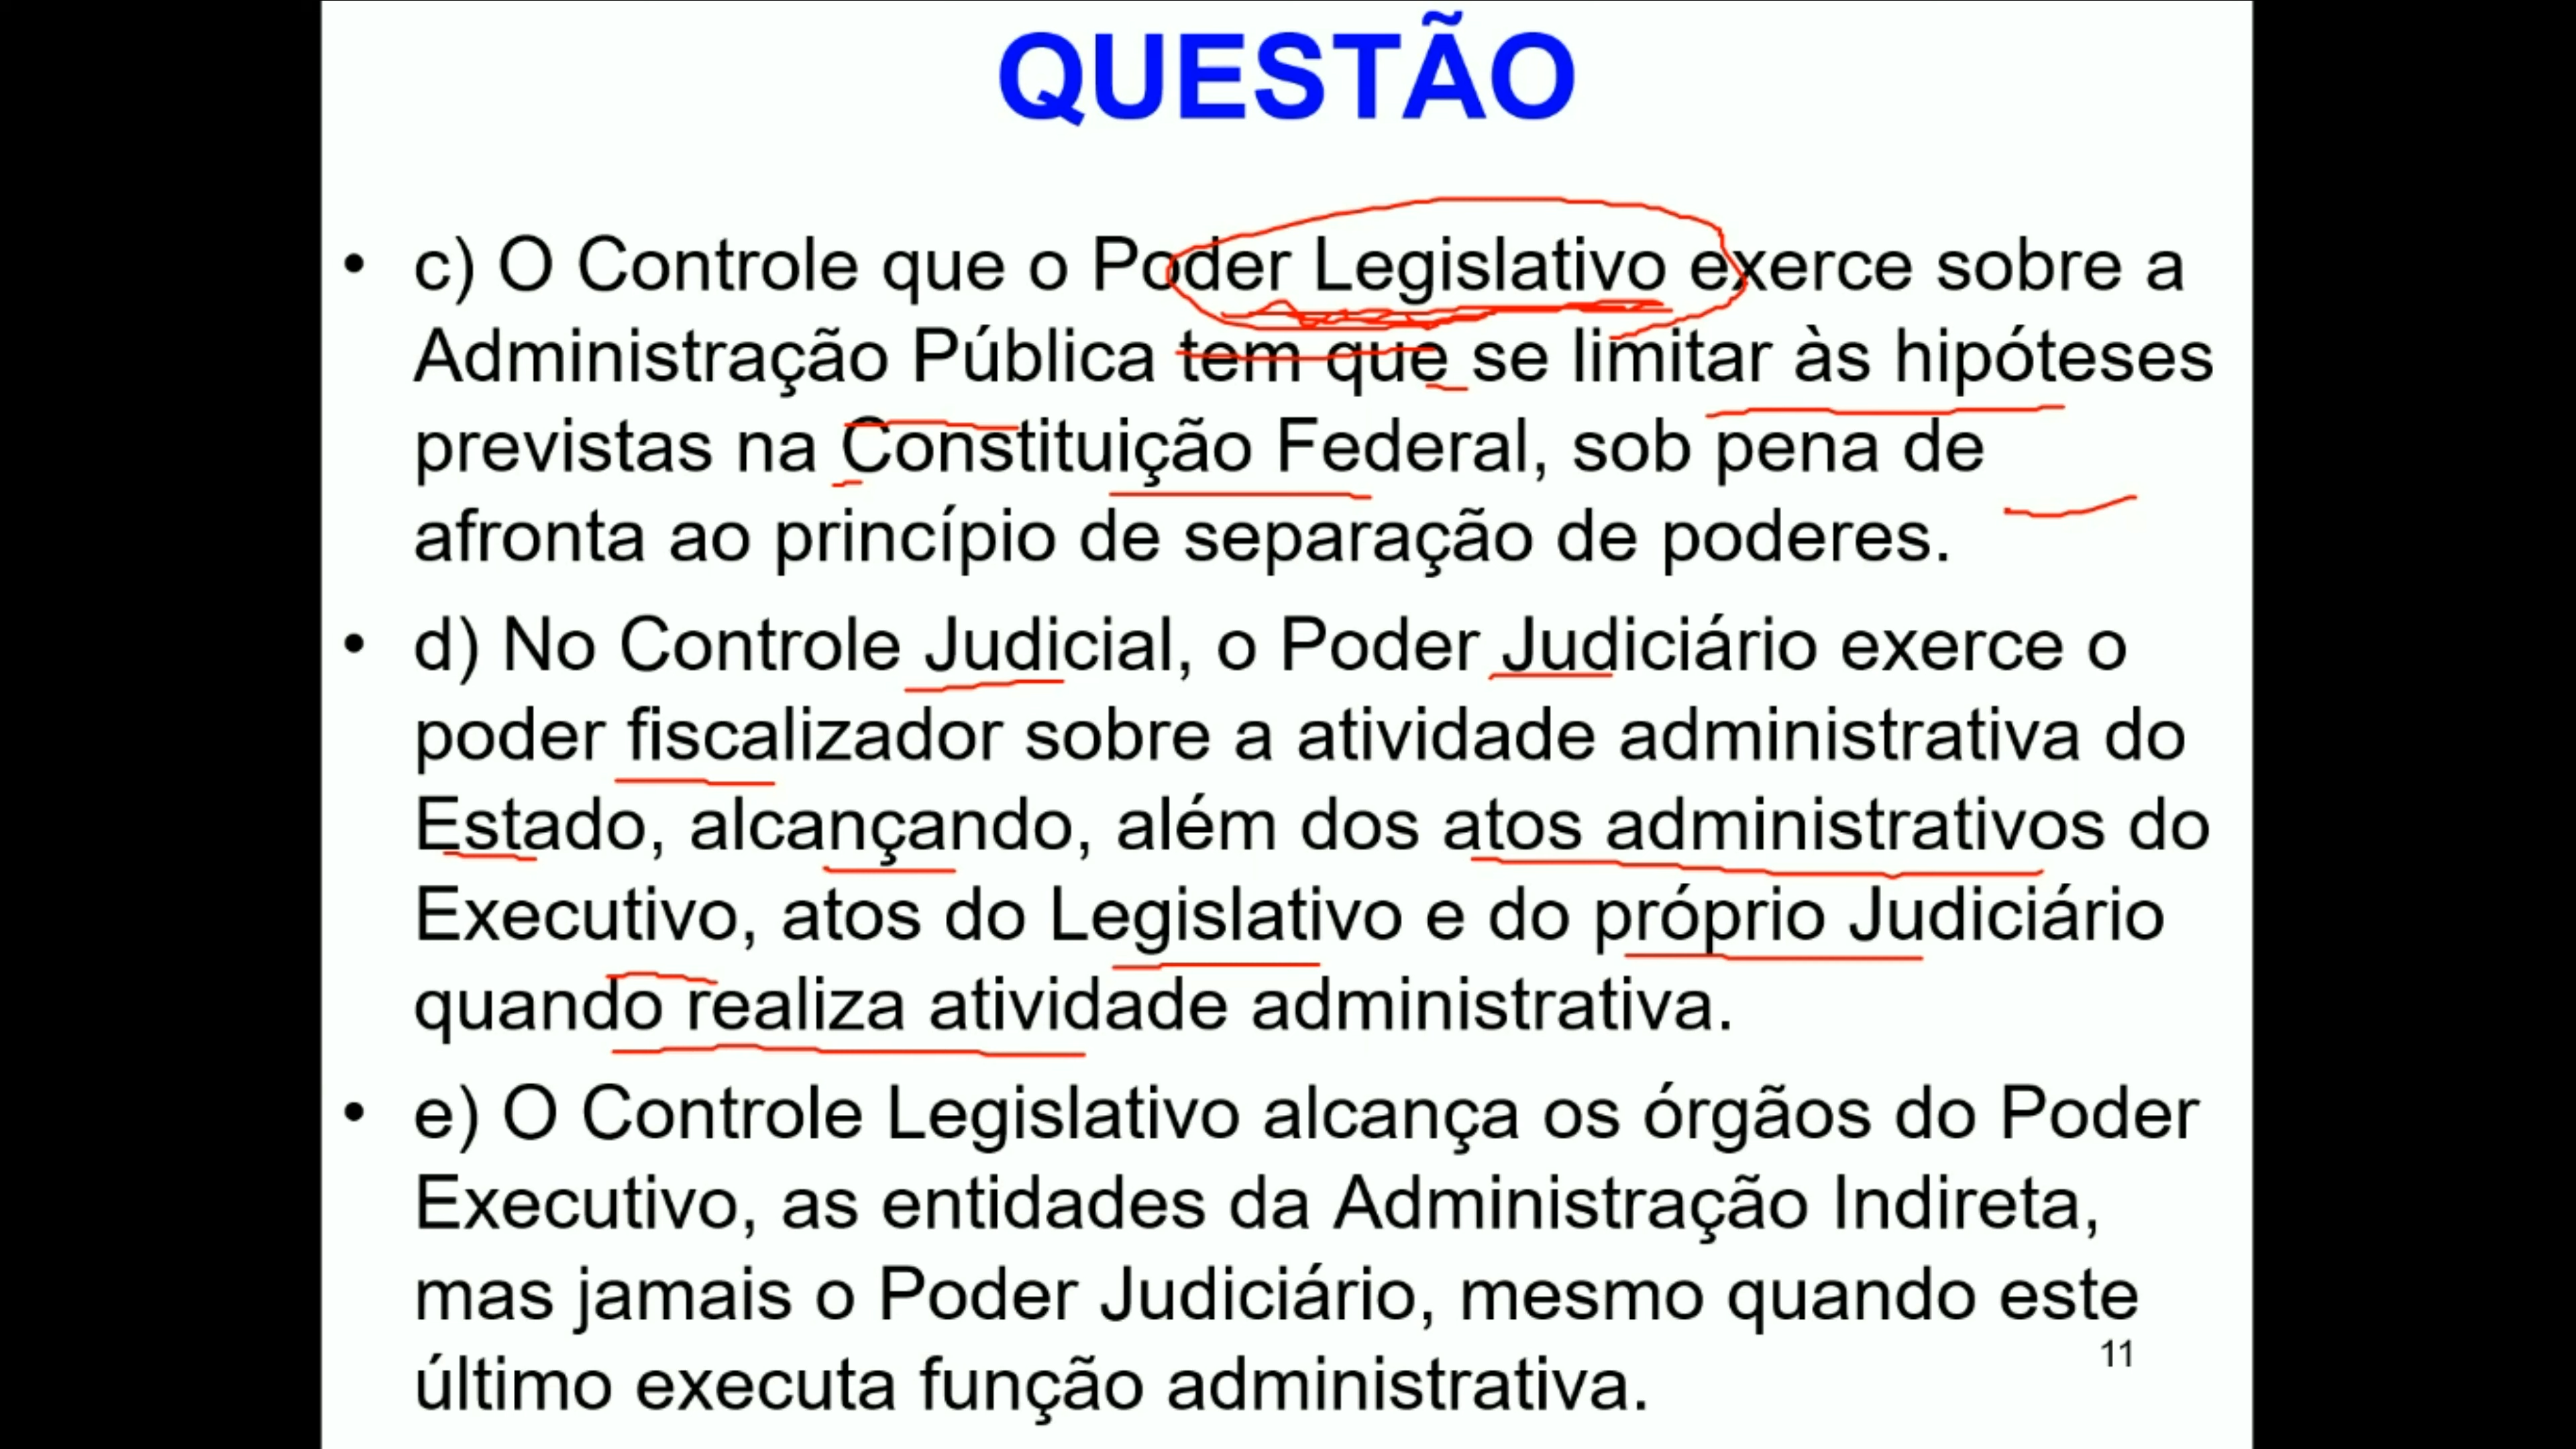 QUESTÃO
• c) O Controle que o Poder Legislativo exerce sobre a
Administração Pública tem que se limitar às hipóteses
previstas na Constituição Federal, sob pena de
afronta ao princípio de separação de poderes.
• d) No Controle Judicial, o Poder Judiciário exerce o
poder fiscalizador sobre a atividade administrativa do
Estado, alcançando, além dos atos administrativos do
Executivo, atos do Legislativo e do próprio Judiciário
quando realiza atividade administrativa.
• e) O Controle Legislativo alcança os órgãos do Poder
Executivo, as entidades da Administração Indireta,
mas jamais o Poder Judiciário, mesmo quando este
último executa função administrativa.
11